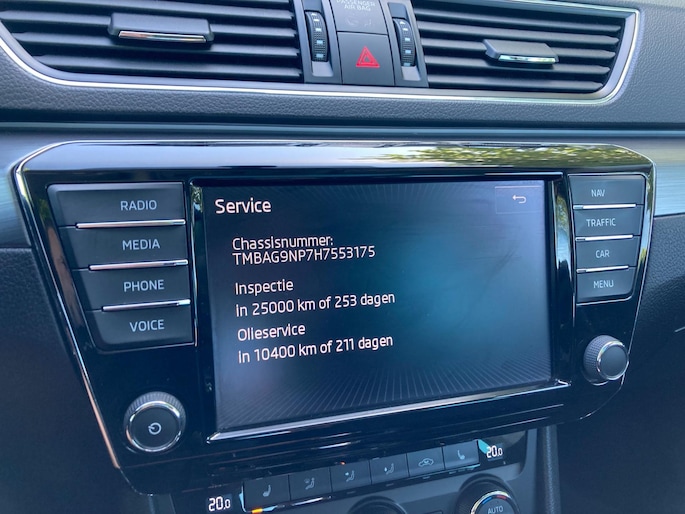 PASSENGER
AIR BAG
RADIO
MEDIA
PHONE
VOICE
Service
Chassisnummer:
TMBAG9NP7H7553175
Inspectie
In 25000 km of 253 dagen
Olieservice
In 10400 km of 211 dagen
NAV
TRAFFIC
CAR
MENU
20.0
20.0
AUTO